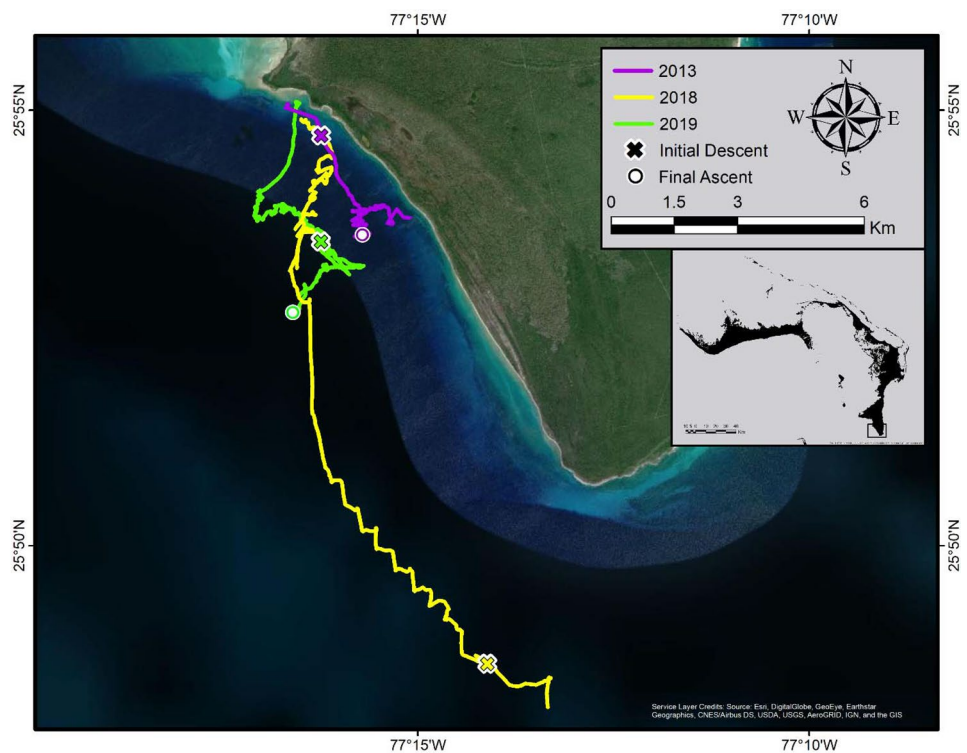 77°15'W 77°10'W
25°55'N 25°55'N
2013
2018
2019
Initial Descent
Final Ascent
N
W E
S
0 1.5 3 6
Km
25°50'N 25°50'N
Service Layer Credits: Source: Esri, DigitalGlobe, GeoEye, Earthstar
Geographics, CNES/Airbus DS, USDA, USGS, AeroGRID, IGN, and the GIS
77°15'W 77°10'W